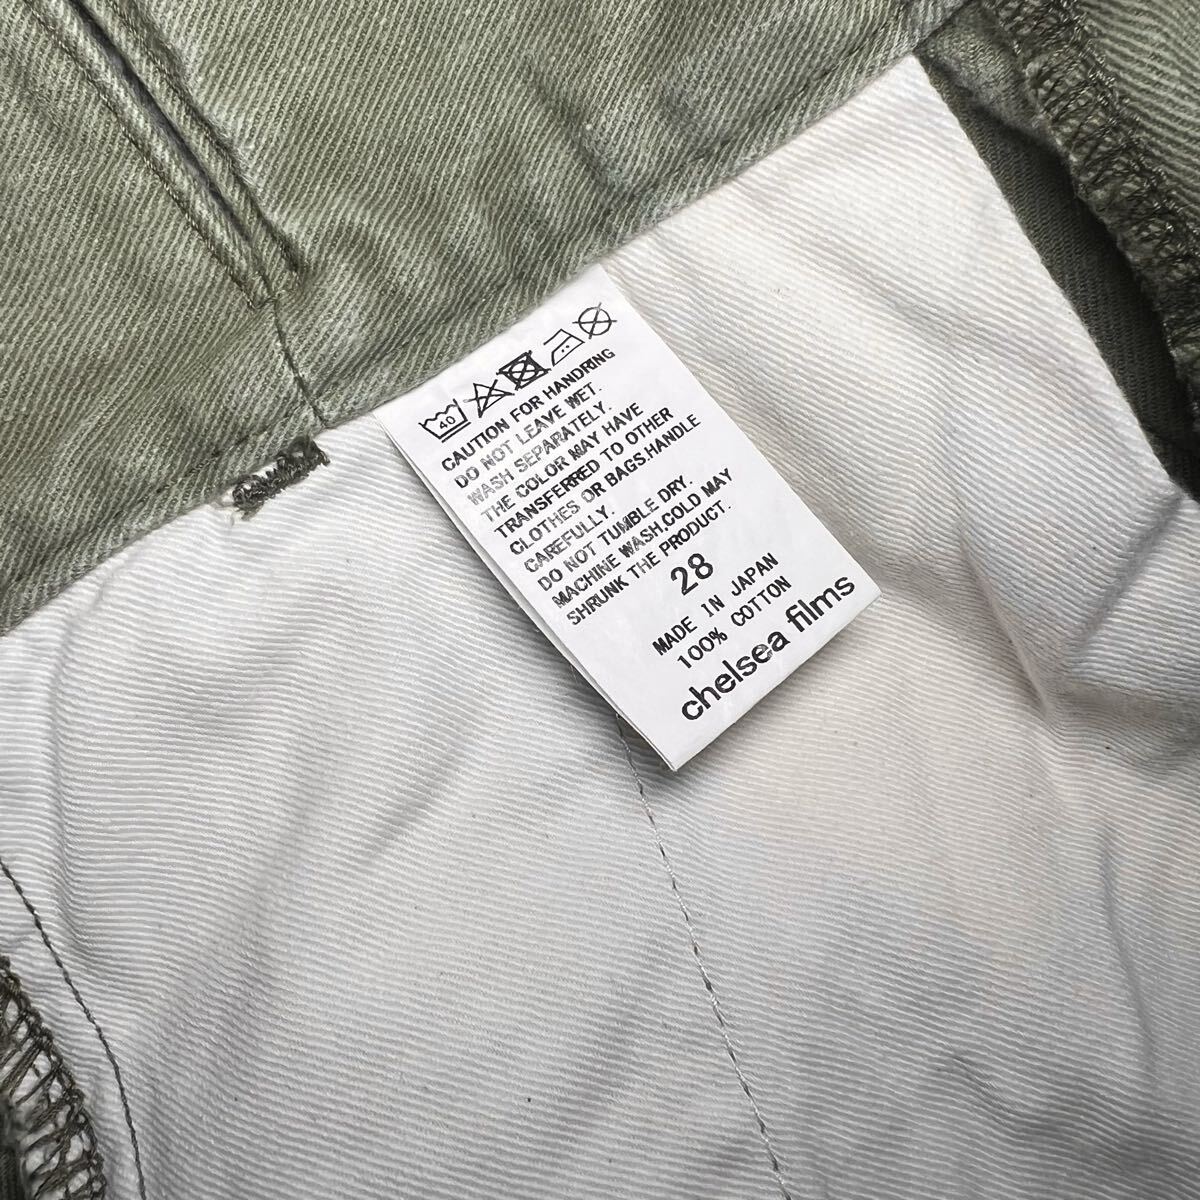 40
CAUTION FOR HANDRING
DO NOT LEAVE WET.
WASH SEPARATELY.
THE COLOR MAY HAVE
TRANSFERRED TO OTHER
CLOTHES OR BAGS.HANDLE
CAREFULLY.
DO NOT TUMBLE DRY.
MACHINE WASH,COLD MAY
SHRUNK THE PRODUCT.
28
MADE IN JAPAN
100% COTTON
chelsea films